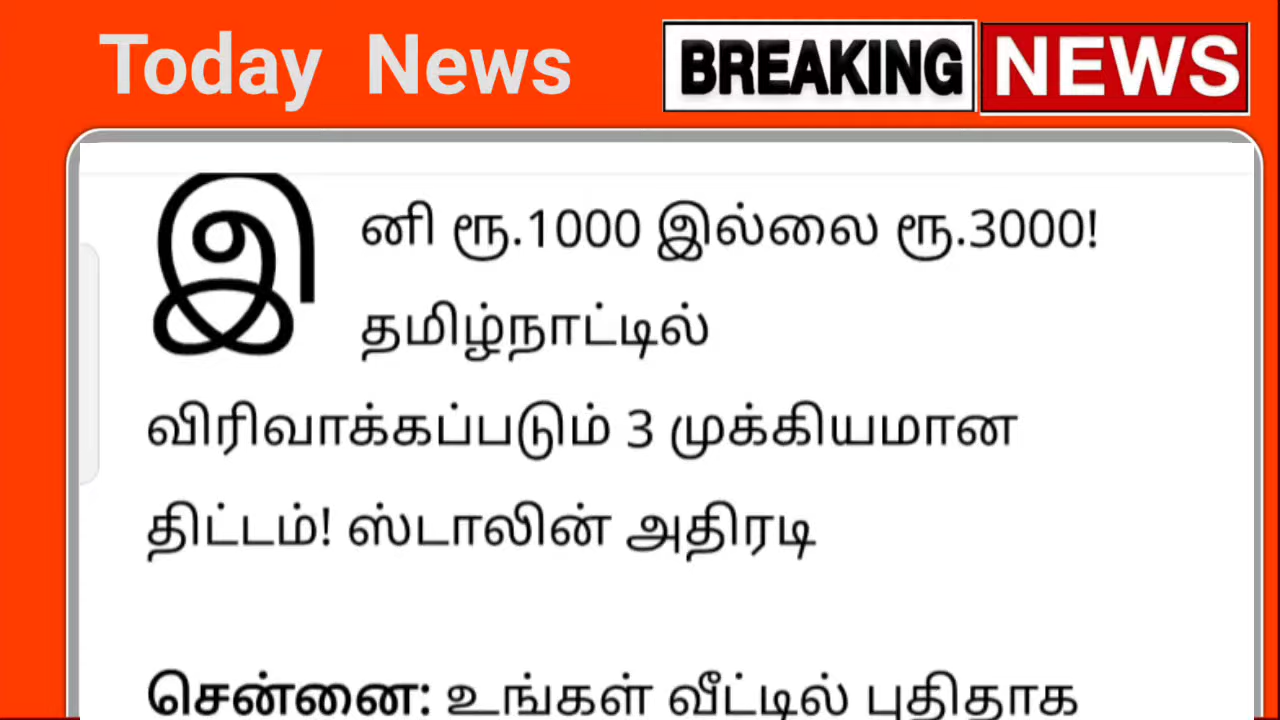 Today News
BREAKING NEWS
இனி ரூ.1000 இல்லை ரூ.3000!
தமிழ்நாட்டில்
விரிவாக்கப்படும் 3 முக்கியமான
திட்டம்! ஸ்டாலின் அதிரடி
சென்னை: உங்கள் வீட்டில் புதிதாக